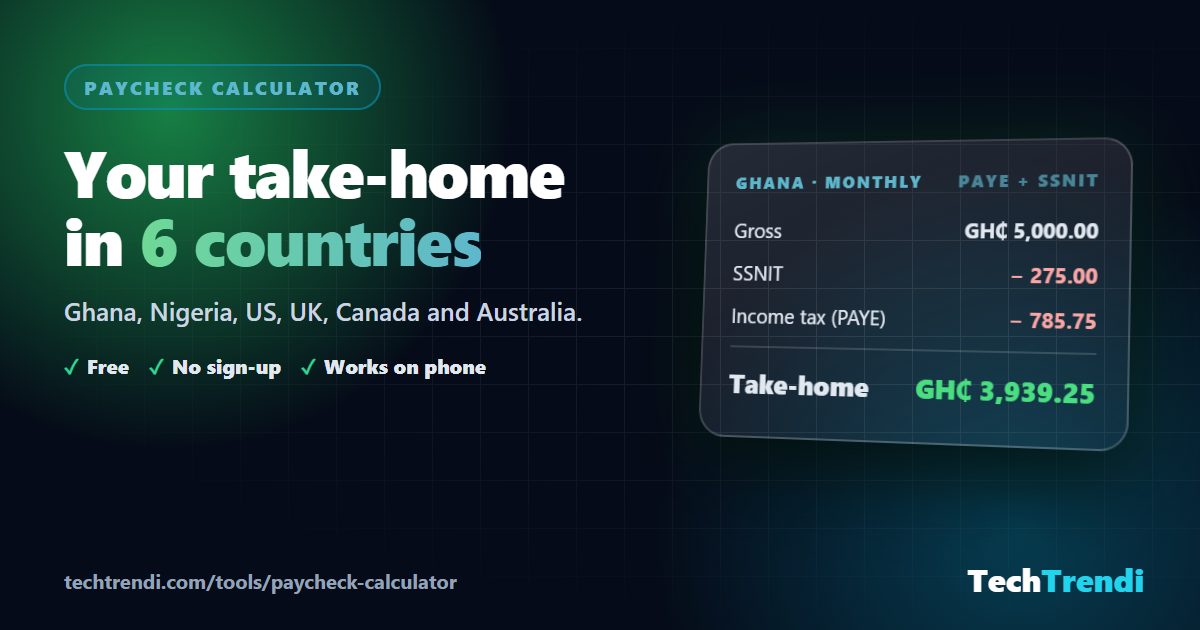 PAYCHECK CALCULATOR
Your take-home
in 6 countries
Ghana, Nigeria, US, UK, Canada and Australia.
✓ Free ✓ No sign-up ✓ Works on phone
GHANA · MONTHLY PAYE + SSNIT
Gross GH₵ 5,000.00
SSNIT – 275.00
Income tax (PAYE) – 785.75
Take-home GH₵ 3,939.25
techtrendi.com/tools/paycheck-calculator
TechTrendi